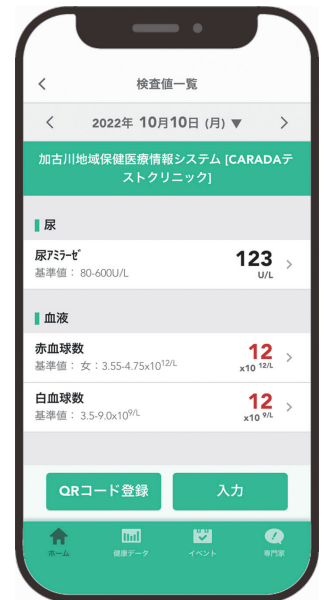 検査値一覧
2022年 10月10日 (月) ▼
加古川地域保健医療情報システム [CARADAテ
ストクリニック]
尿
尿ｱﾐﾗｰｾﾞ
123
基準値： 80-600U/L
U/L
血液
赤血球数
12
基準値： 女：3.55-4.75x10^12/L
x10 ^12/L
白血球数
12
基準値： 3.5-9.0x10^9/L
x10 ^9/L
QRコード登録
入力
ホーム
健康データ
イベント
専門家